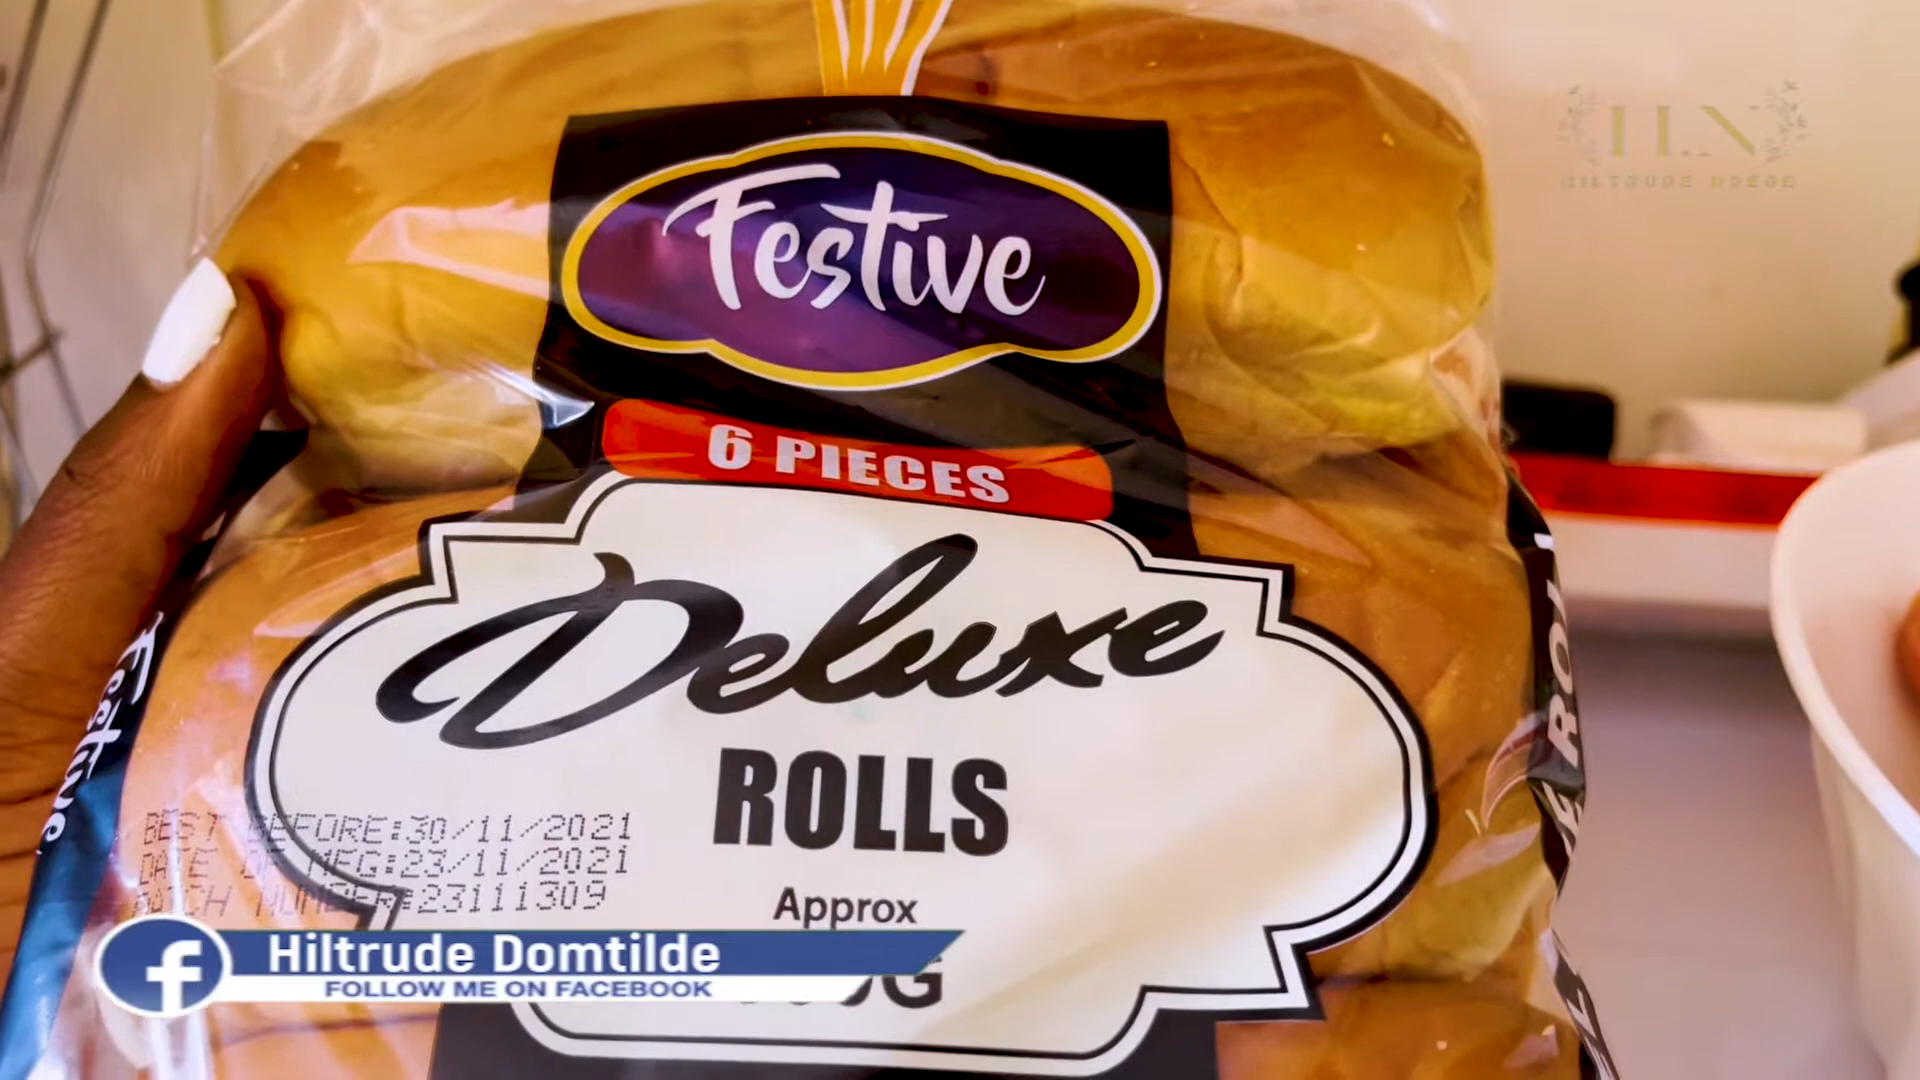 HILTRUDE
Festive
6 PIECES
Deluxe
ROLLS
Approx
BEST BEFORE:30/11/2021
DATE OF MFG:23/11/2021
BATCH NUMBER:23111309
Festive
Hiltrude Domtilde
FOLLOW ME ON FACEBOOK